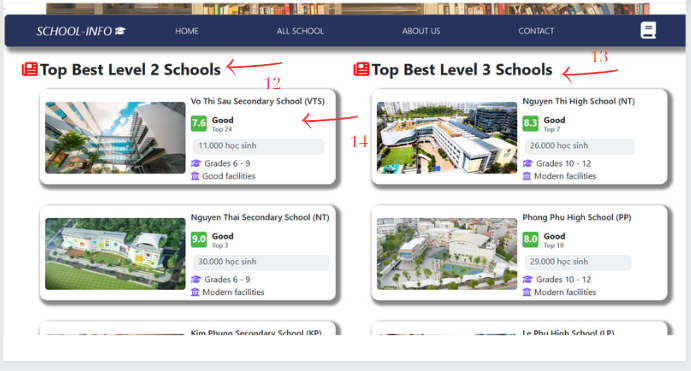 SCHOOL-INFO HOME ALL SCHOOL ABOUT US CONTACT
Top Best Level 2 Schools
12
Vo Thi Sau Secondary School (VTS)
7.6 Good
Top 24
11.000 học sinh
Grades 6 - 9
Good facilities
14
Nguyen Thai Secondary School (NT)
9.0 Good
Top 3
30.000 học sinh
Grades 6 - 9
Modern facilities
Kim Phung Secondary School (KP)
Top Best Level 3 Schools
13
Nguyen Thi High School (NT)
8.3 Good
Top 7
26.000 học sinh
Grades 10 - 12
Modern facilities
Phong Phu High School (PP)
8.0 Good
Top 10
29.000 học sinh
Grades 10 - 12
Modern facilities
Le Phu High School (LP)